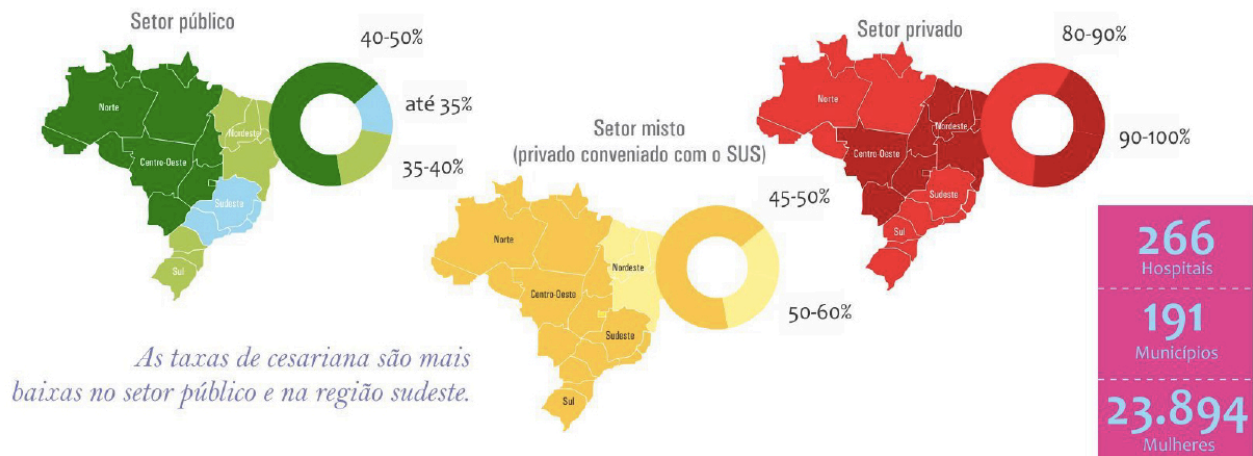 Setor público
40-50%
até 35%
35-40%
Norte
Nordeste
Centro-Oeste
Sudeste
Sul
Setor misto
(privado conveniado com o SUS)
45-50%
50-60%
Norte
Nordeste
Centro-Oeste
Sudeste
Sul
Setor privado
80-90%
90-100%
Norte
Nordeste
Centro-Oeste
Sudeste
Sul
As taxas de cesariana são mais
baixas no setor público e na região sudeste.
266
Hospitais
191
Municípios
23.894
Mulheres